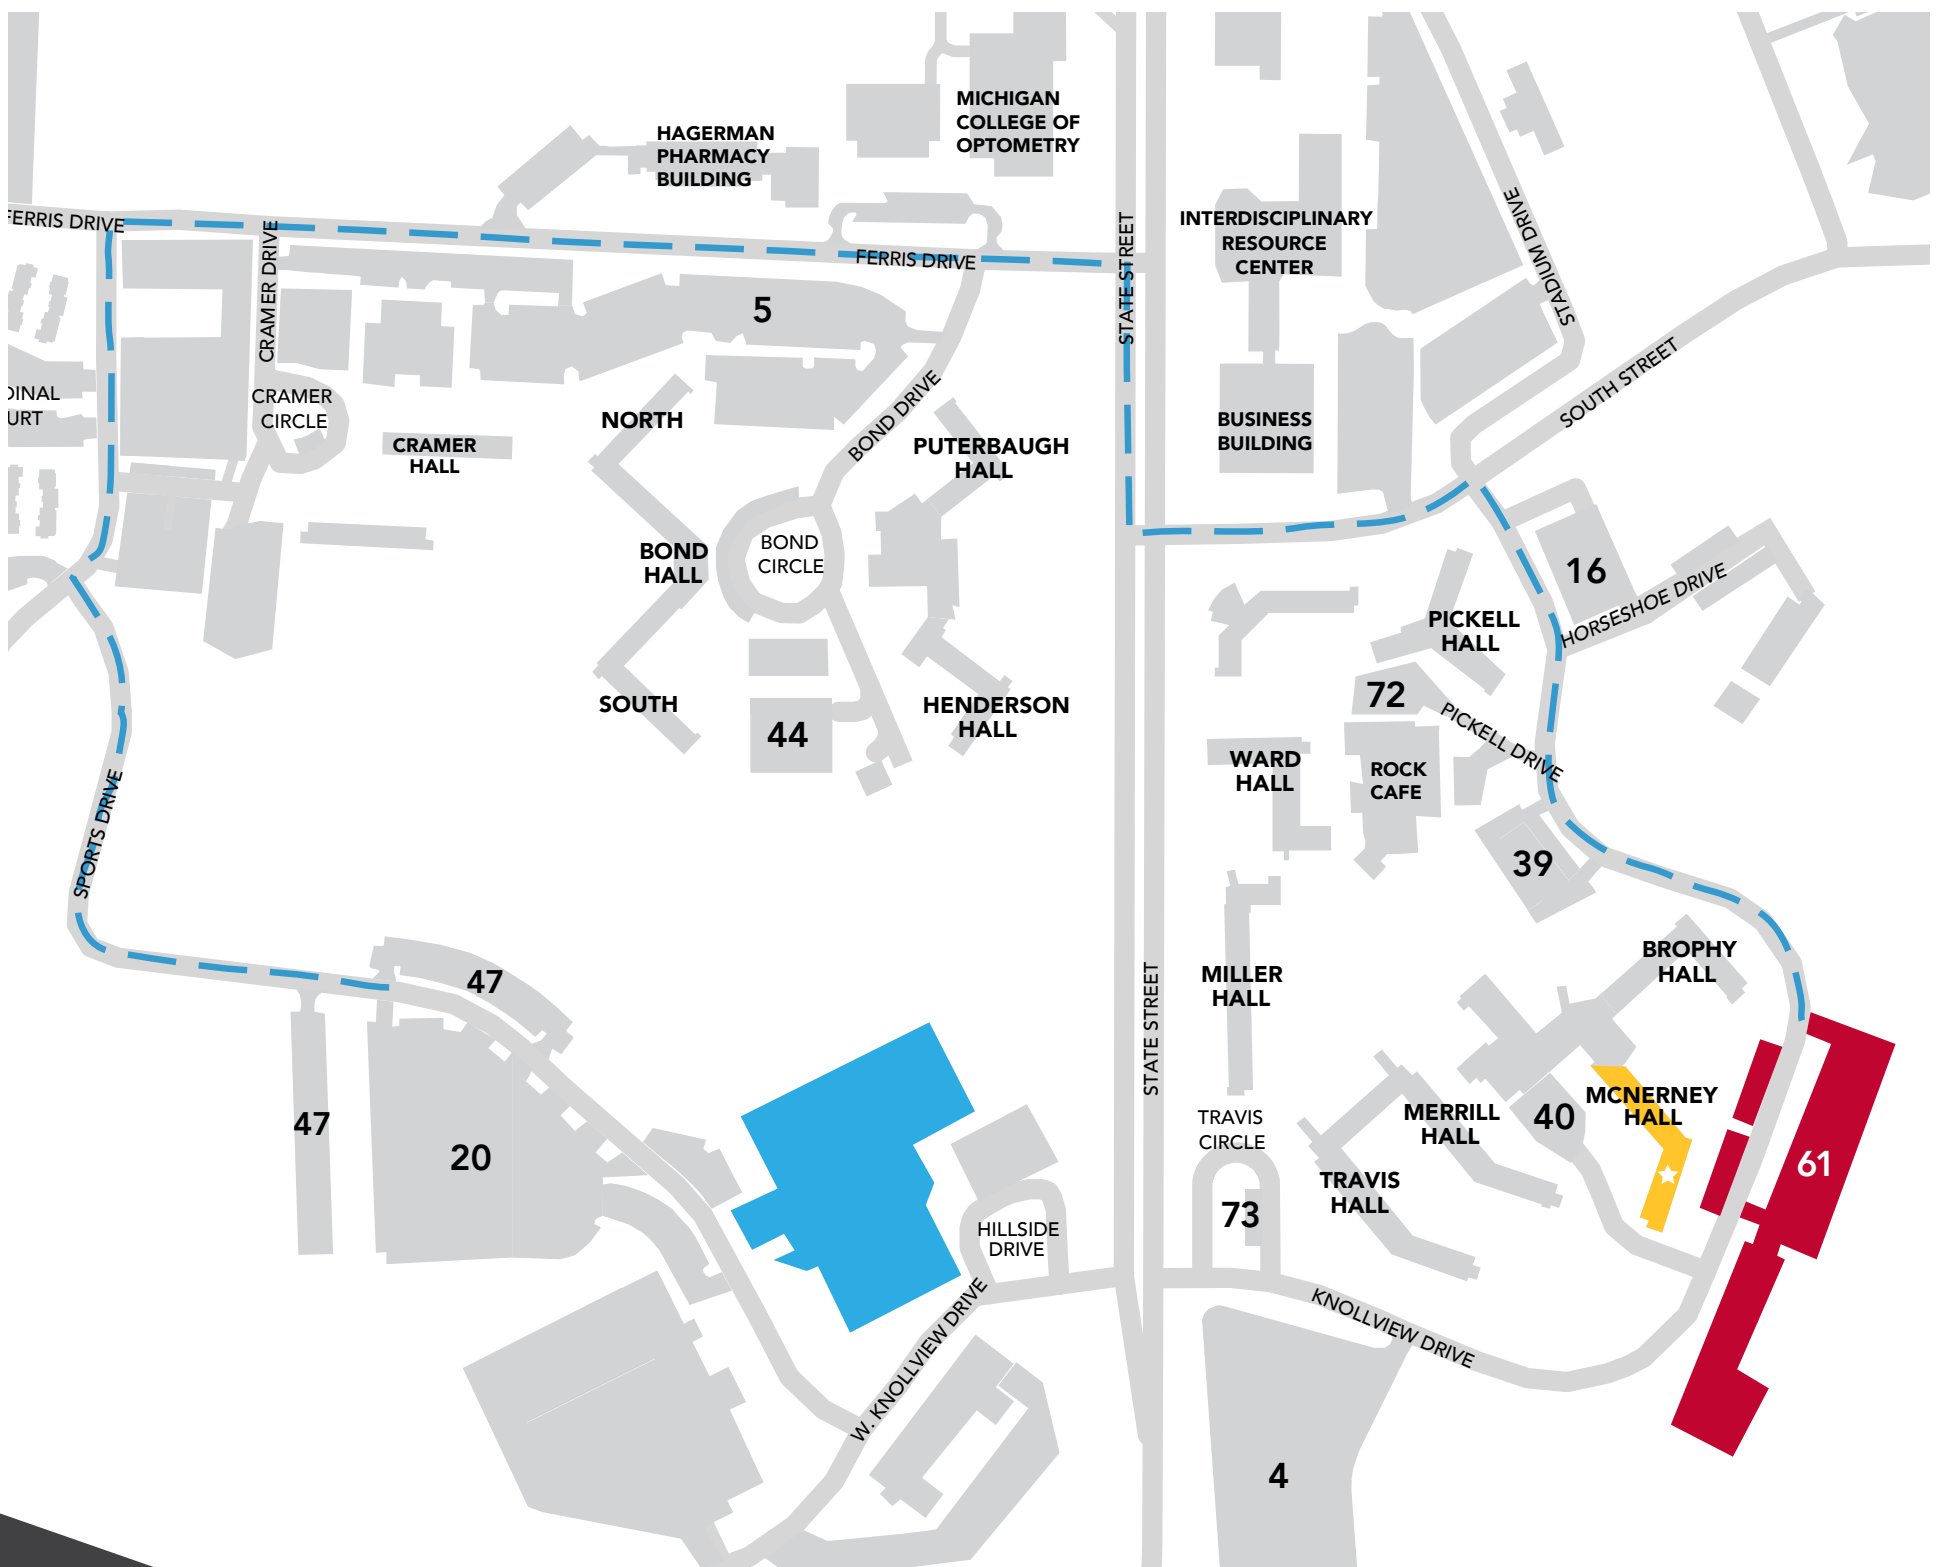 MICHIGAN
COLLEGE OF
OPTOMETRY
HAGERMAN
PHARMACY
BUILDING
FERRIS DRIVE
CRAMER DRIVE
FERRIS DRIVE
STATE STREET
INTERDISCIPLINARY
RESOURCE
CENTER
STADIUM DRIVE
5
SOUTH STREET
DINAL
URT
CRAMER
CIRCLE
CRAMER
HALL
NORTH
BOND DRIVE
PUTERBAUGH
HALL
BUSINESS
BUILDING
BOND
HALL
BOND
CIRCLE
16
HORSESHOE DRIVE
PICKELL
HALL
SOUTH
44
HENDERSON
HALL
72
PICKELL DRIVE
WARD
HALL
ROCK
CAFE
SPORTS DRIVE
39
47
MILLER
HALL
STATE STREET
BROPHY
HALL
47
20
TRAVIS
CIRCLE
MERRILL
HALL
40
MCNERNEY
HALL
61
TRAVIS
HALL
73
HILLSIDE
DRIVE
W. KNOLLVIEW DRIVE
KNOLLVIEW DRIVE
4